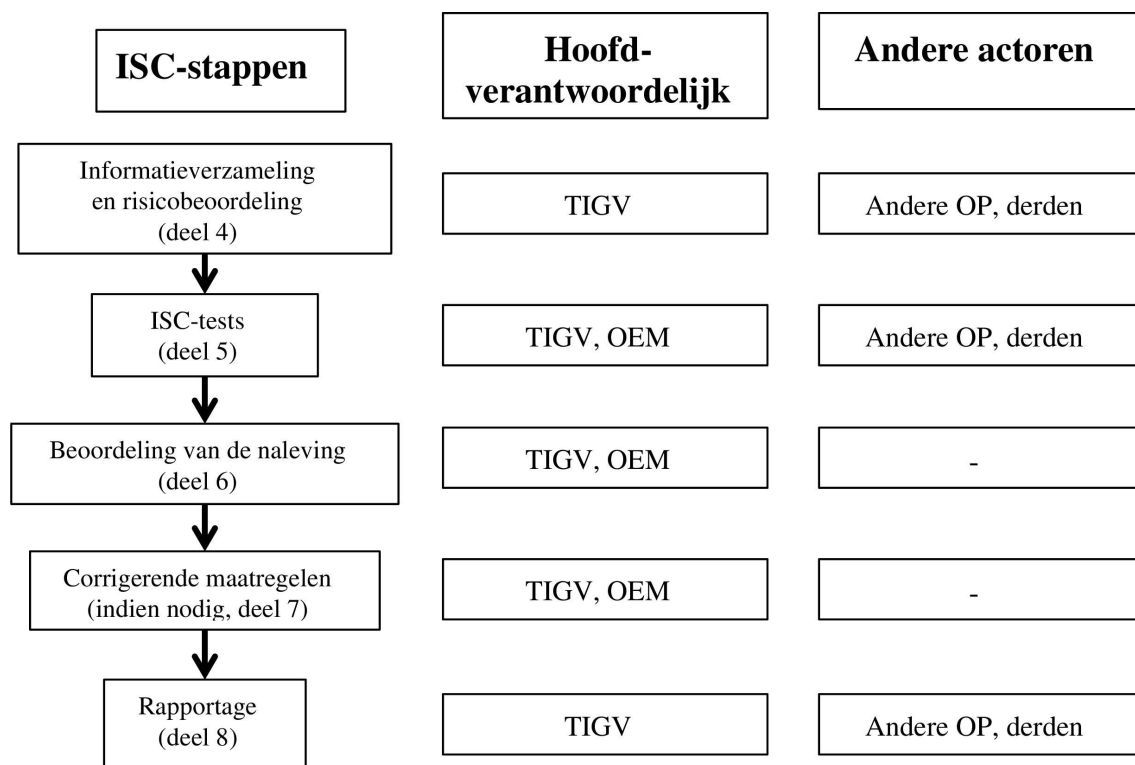 ISC-stappen
Hoofd-
verantwoordelijk
Andere actoren
Informatieverzameling
en risicobeoordeling
(deel 4)
TIGV
Andere OP, derden
ISC-tests
(deel 5)
TIGV, OEM
Andere OP, derden
Beoordeling van de naleving
(deel 6)
TIGV, OEM
-
Corrigerende maatregelen
(indien nodig, deel 7)
TIGV, OEM
-
Rapportage
(deel 8)
TIGV
Andere OP, derden